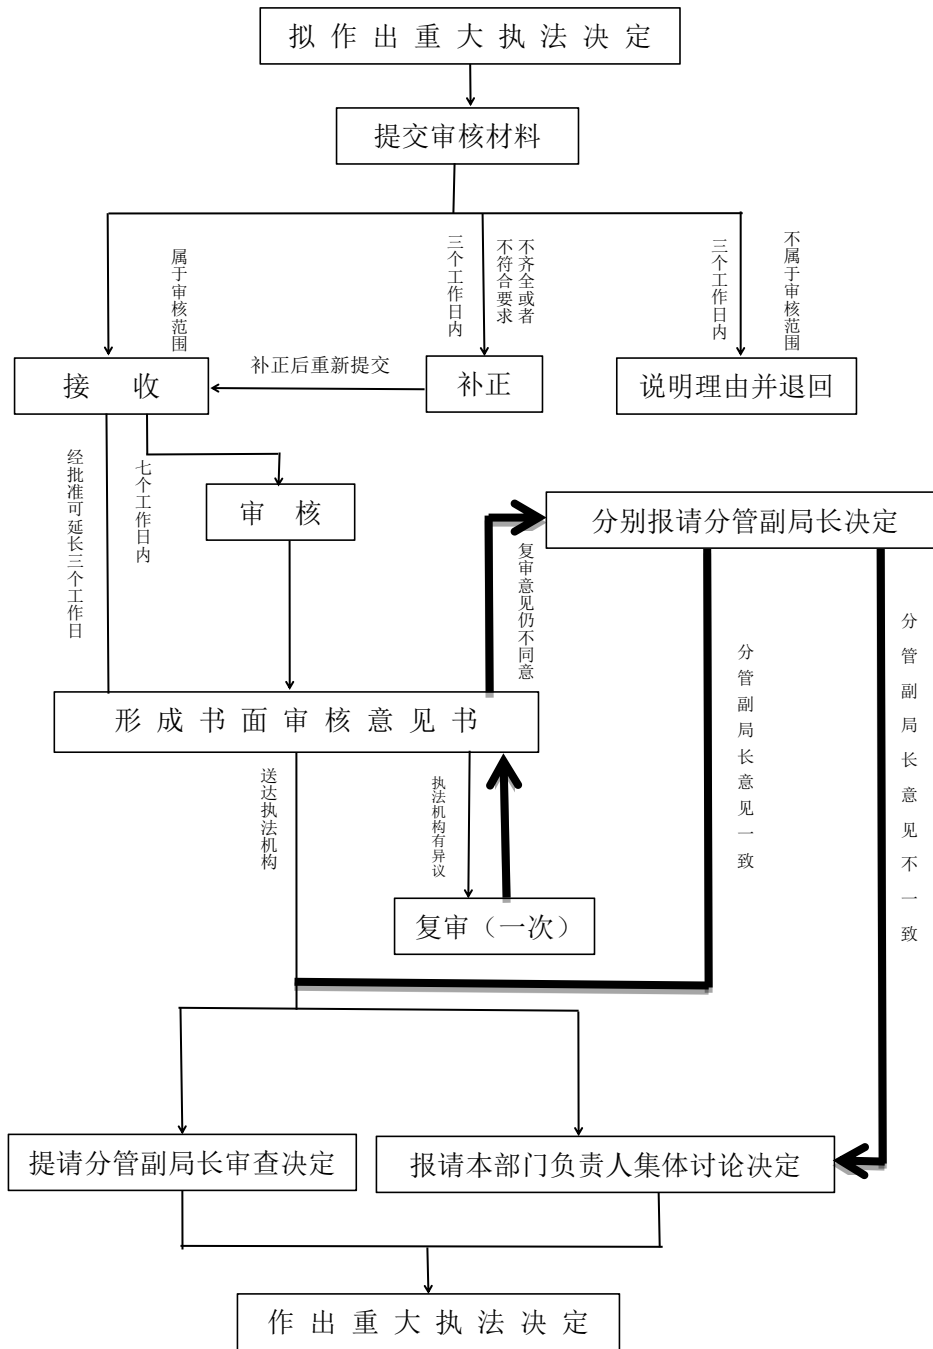 拟作出重大执法决定
提交审核材料
属于审核范围
三个工作日内
不齐全或者
不符合要求
三个工作日内
不属于审核范围
接 收
补正后重新提交
补正
说明理由并退回
经批准可延长三个工作日
七个工作日内
审 核
分别报请分管副局长决定
复审意见仍不同意
分管副局长意见一致
分管副局长意见不一致
形成书面审核意见书
送达执法机构
执法机构有异议
复审（一次）
提请分管副局长审查决定
报请本部门负责人集体讨论决定
作出重大执法决定